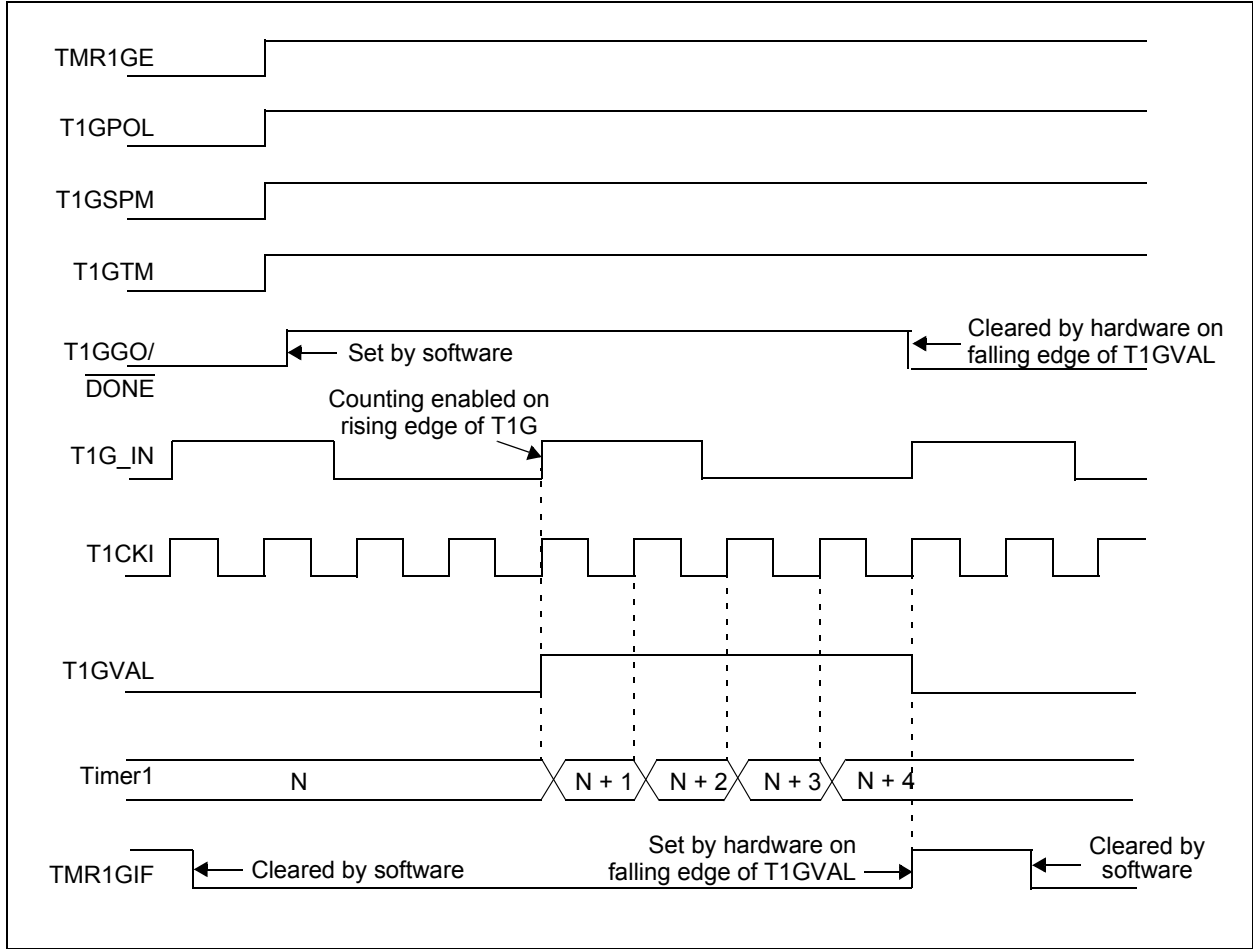 TMR1GE
T1GPOL
T1GSPM
T1GTM
T1GGO/
DONE
Set by software
Cleared by hardware on
falling edge of T1GVAL
Counting enabled on
rising edge of T1G
T1G_IN
T1CKI
T1GVAL
Timer1
N
N + 1
N + 2
N + 3
N + 4
TMR1GIF
Cleared by software
Set by hardware on
falling edge of T1GVAL
Cleared by
software